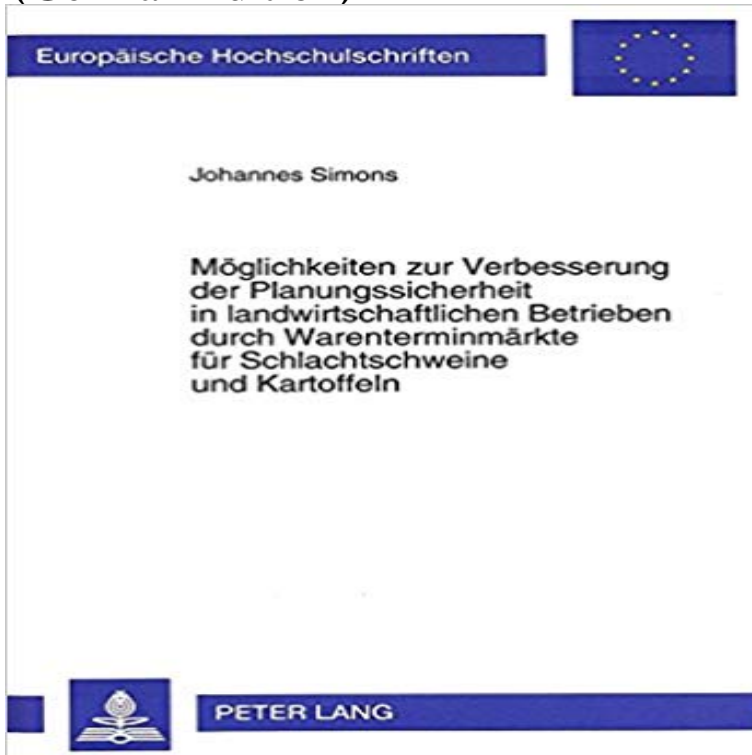 Europäische Hochschulschriften
Johannes Simons
Möglichkeiten zur Verbesserung
der Planungssicherheit
in landwirtschaftlichen Betrieben
durch Warenterminmärkte
für Schlachtschweine
und Kartoffeln
PETER LANG